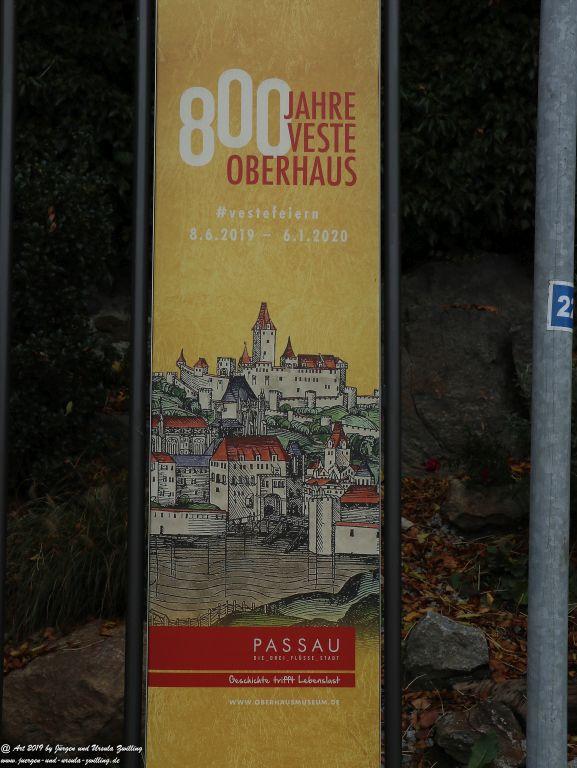 800 JAHRE
VESTE
OBERHAUS
#vestefeiern
8.6.2019 – 6.1.2020
22
PASSAU
DIE DREI FLÜSSE STADT
Geschichte trifft Lebenslust
WWW.OBERHAUSMUSEUM.DE
@ Art 2019 by Jürgen und Ursula Zwilling
www.juergen-und-ursula-zwilling.de